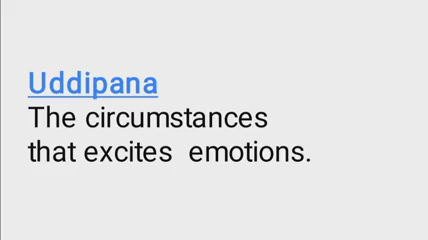 Uddipana
The circumstances
that excites  emotions.